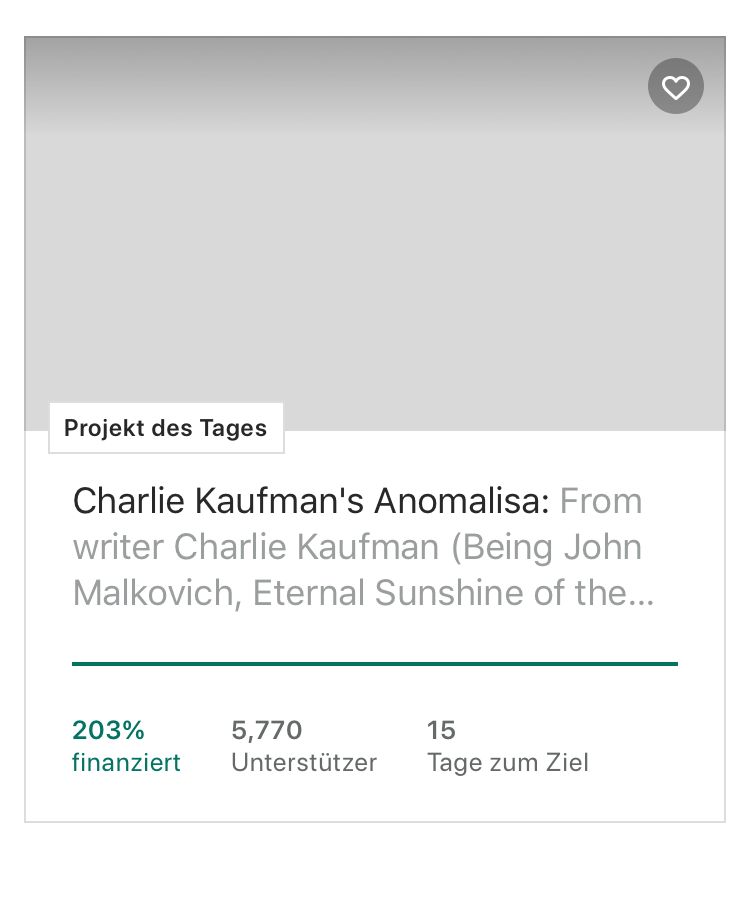 Projekt des Tages
Charlie Kaufman's Anomalisa: From
writer Charlie Kaufman (Being John
Malkovich, Eternal Sunshine of the...
203%
finanziert
5,770
Unterstützer
15
Tage zum Ziel